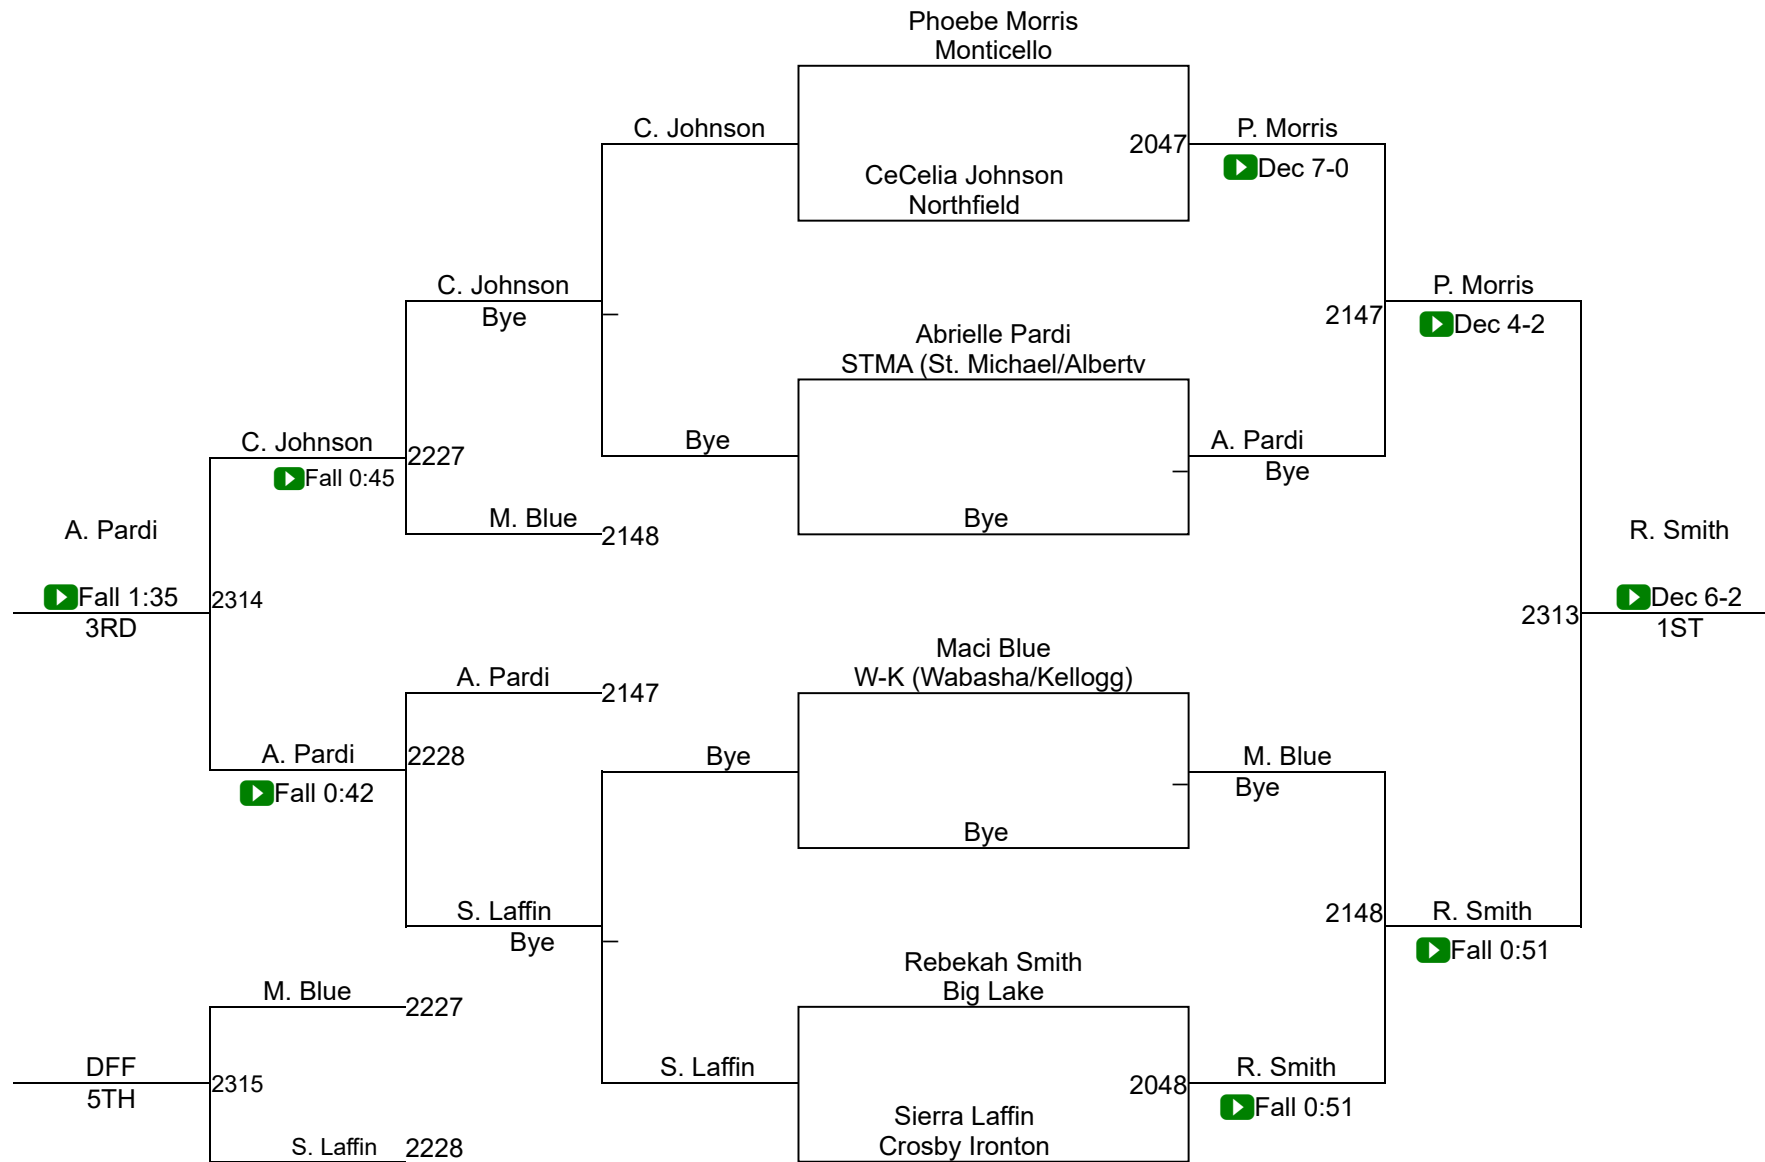 Phoebe Morris
Monticello
C. Johnson
2047
P. Morris
Dec 7-0
CeCelia Johnson
Northfield
C. Johnson
Bye
P. Morris
Dec 4-2
2147
Abrielle Pardi
STMA (St. Michael/Albertv
C. Johnson
Fall 0:45
2227
Bye
A. Pardi
Bye
M. Blue
2148
Bye
A. Pardi
Fall 1:35
3RD
2314
R. Smith
Dec 6-2
1ST
2313
Maci Blue
W-K (Wabasha/Kellogg)
A. Pardi
2147
A. Pardi
Fall 0:42
2228
Bye
M. Blue
Bye
Bye
S. Laffin
Bye
2148
R. Smith
Fall 0:51
Rebekah Smith
Big Lake
M. Blue
2227
DFF
5TH
2315
S. Laffin
2048
R. Smith
Fall 0:51
Sierra Laffin
Crosby Ironton
S. Laffin
2228